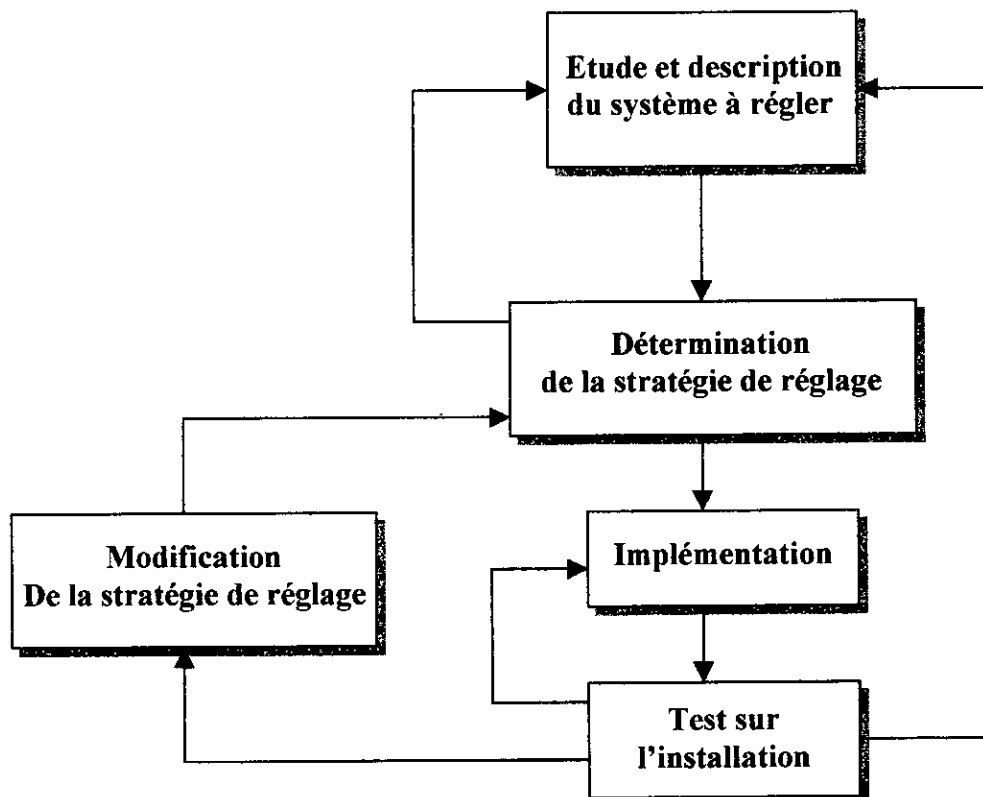 Etude et description
du système à régler
Détermination
de la stratégie de réglage
Modification
De la stratégie de réglage
Implémentation
Test sur
l'installation